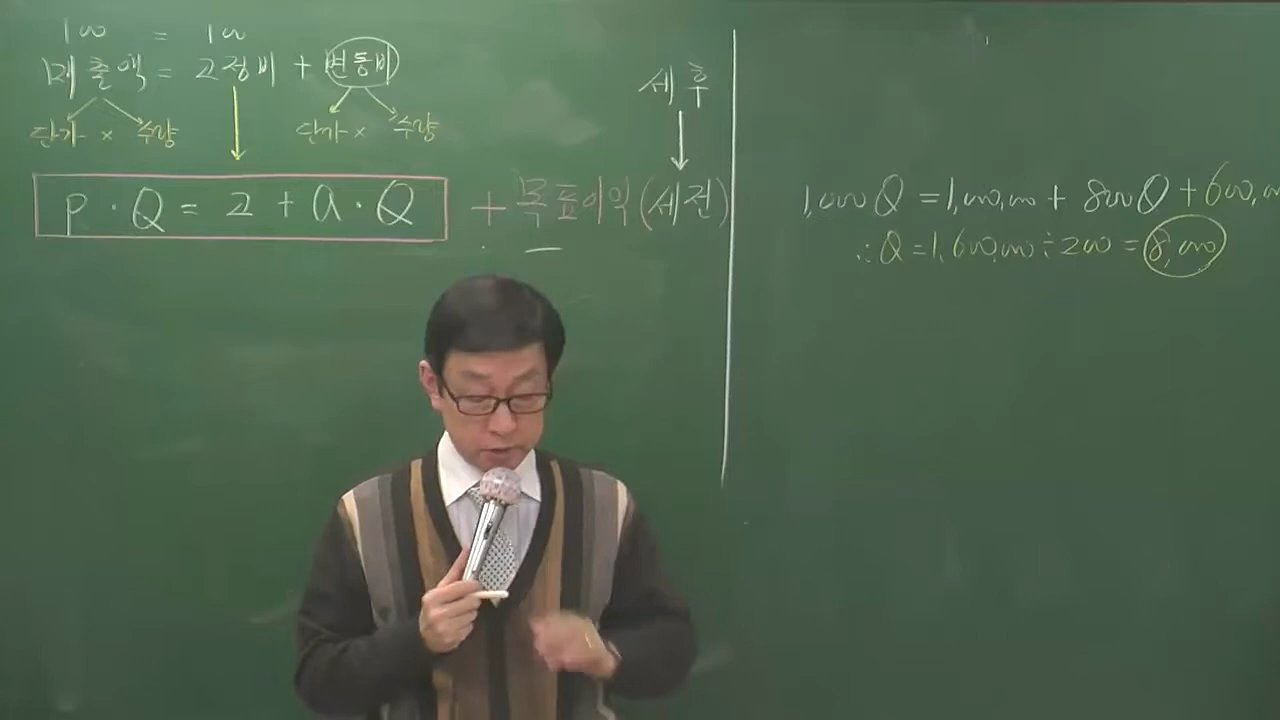 100 = 100
매출액 = 고정비 + 변동비
단가 × 수량 단가 × 수량
P · Q = 고 + a · Q + 목표이익(세전)
세후
1,000Q = 1,000,000 + 800Q + 600,00
∴ Q = 1,600,000 ÷ 200 = 8,000